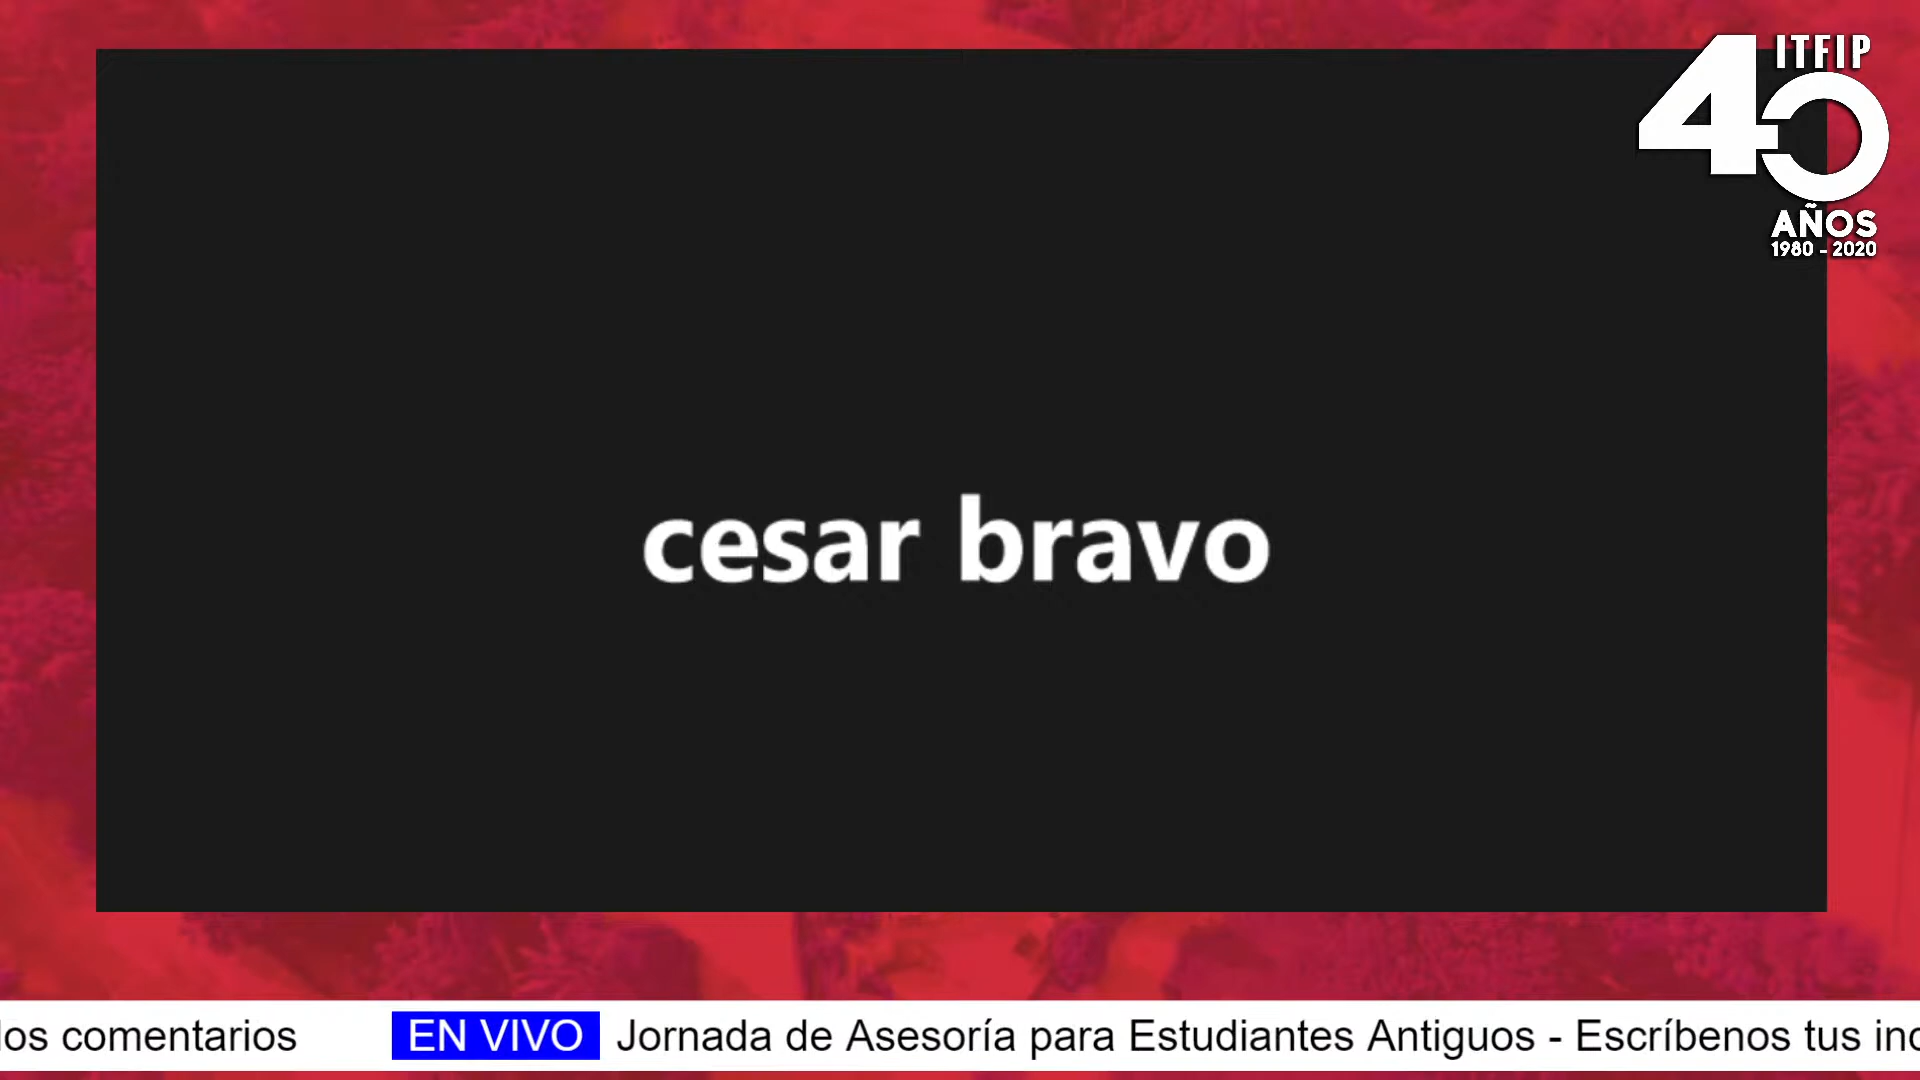 ITFIP
40
AÑOS
1980 - 2020
cesar bravo
los comentarios EN VIVO Jornada de Asesoría para Estudiantes Antiguos - Escríbenos tus